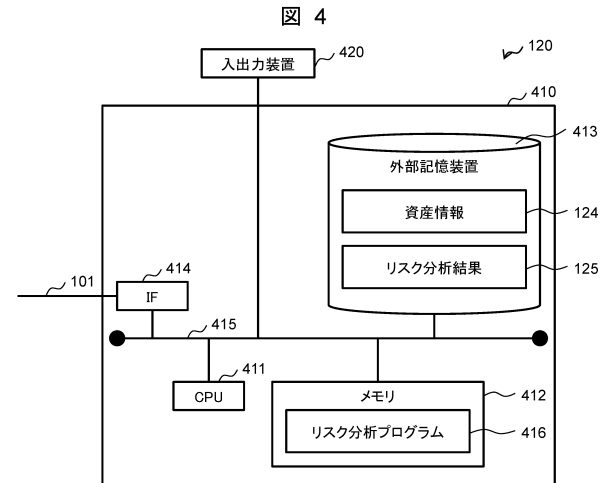 図 4
120
入出力装置
420
410
413
外部記憶装置
資産情報
124
リスク分析結果
125
101
414
IF
415
411
CPU
メモリ
412
リスク分析プログラム
416